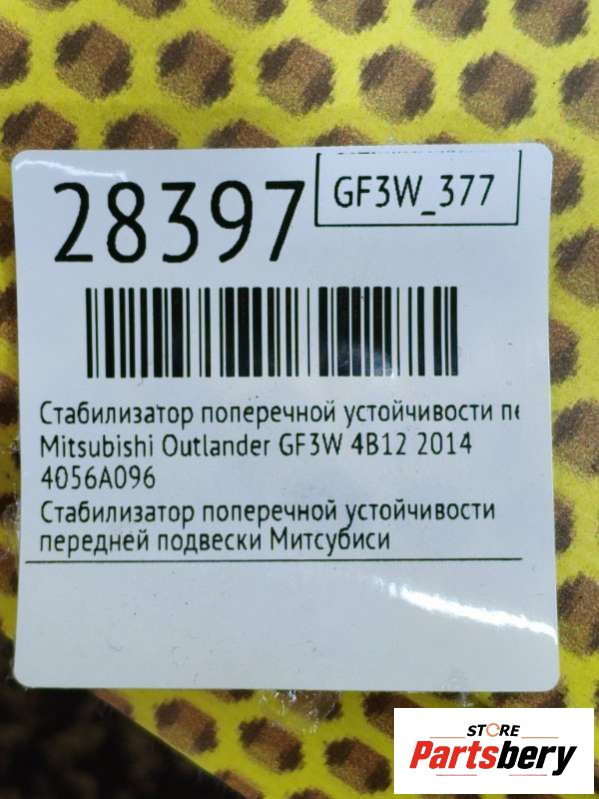 28397
GF3W_377
Стабилизатор поперечной устойчивости пе
Mitsubishi Outlander GF3W 4B12 2014
4056A096
Стабилизатор поперечной устойчивости
передней подвески Митсубиси
STORE
Partsbery